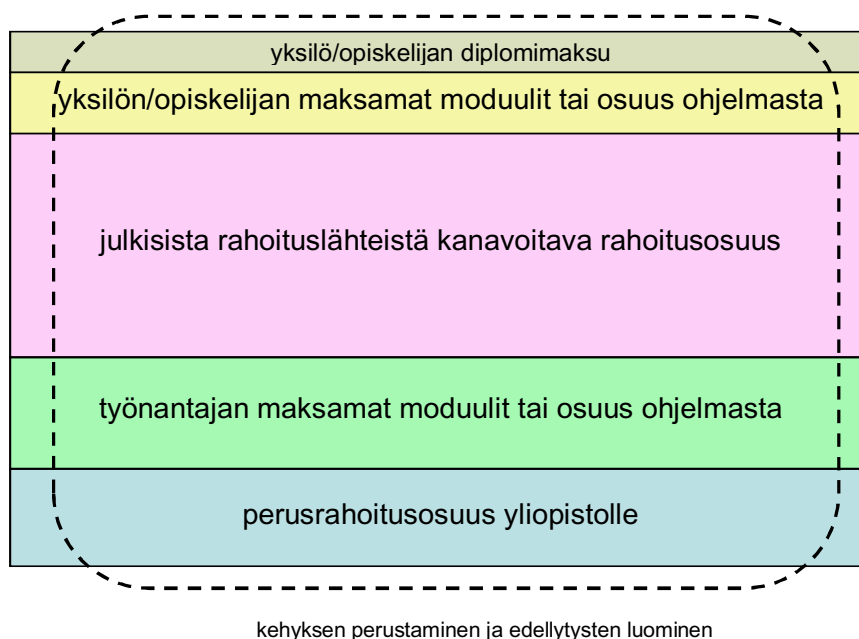 yksilö/opiskelijan diplomimaksu
yksilön/opiskelijan maksamat moduulit tai osuus ohjelmasta
julkisista rahoituslähteistä kanavoitava rahoitusosuus
työnantajan maksamat moduulit tai osuus ohjelmasta
perusrahoitusosuus yliopistolle
kehyksen perustaminen ja edellytysten luominen